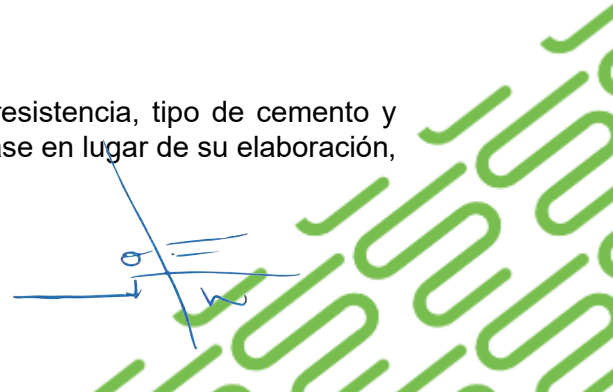 resistencia, tipo de cemento y
ase en lugar de su elaboración,